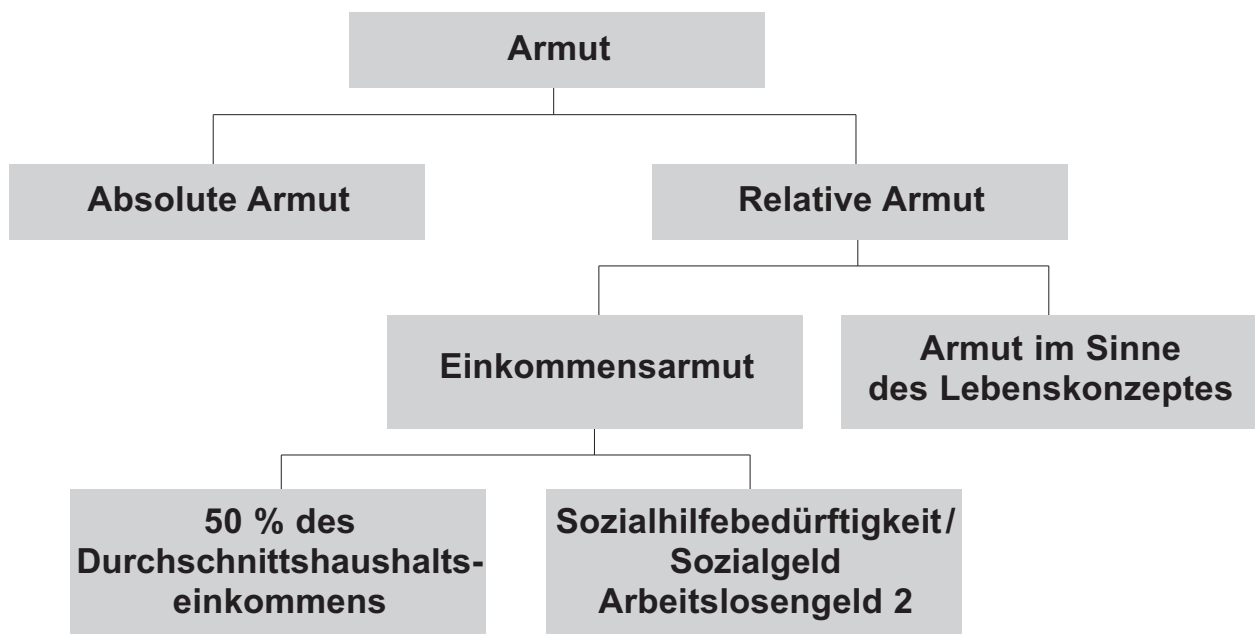 Armut
Absolute Armut
Relative Armut
Einkommensarmut
Armut im Sinne
des Lebenskonzeptes
50 % des
Durchschnittshaushalts-
einkommens
Sozialhilfebedürftigkeit/
Sozialgeld
Arbeitslosengeld 2